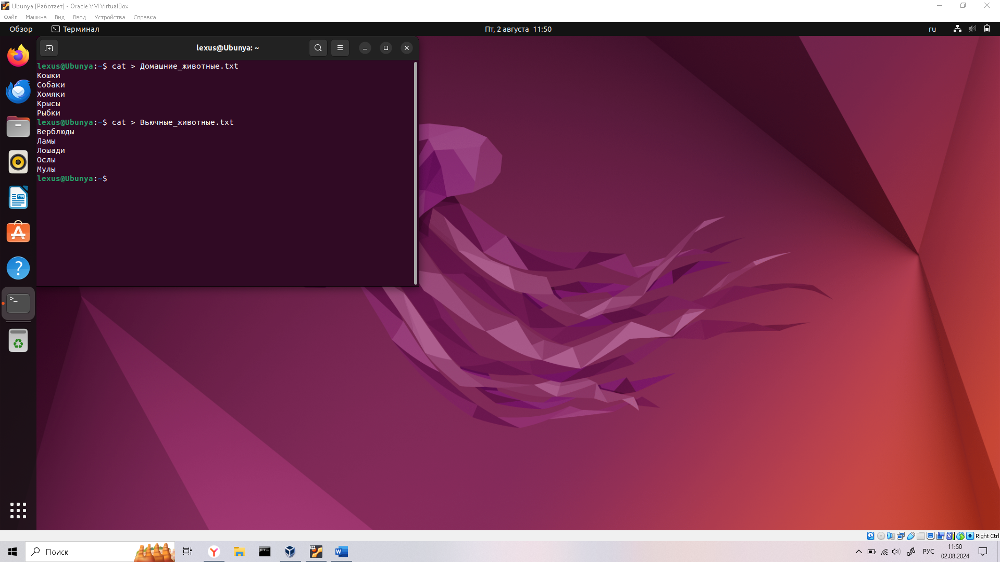 Ubunya [Работает] - Oracle VM VirtualBox
Файл Машина Вид Ввод Устройства Справка
Обзор Терминал Пт, 2 августа 11:50 ru
lexus@Ubunya: ~
lexus@Ubunya:~$ cat > Домашние_животные.txt
Кошки
Собаки
Хомяки
Крысы
Рыбки
lexus@Ubunya:~$ cat > Вьючные_животные.txt
Верблюды
Ламы
Лошади
Ослы
Мулы
lexus@Ubunya:~$
Right Ctrl
Поиск
РУС
11:50
02.08.2024